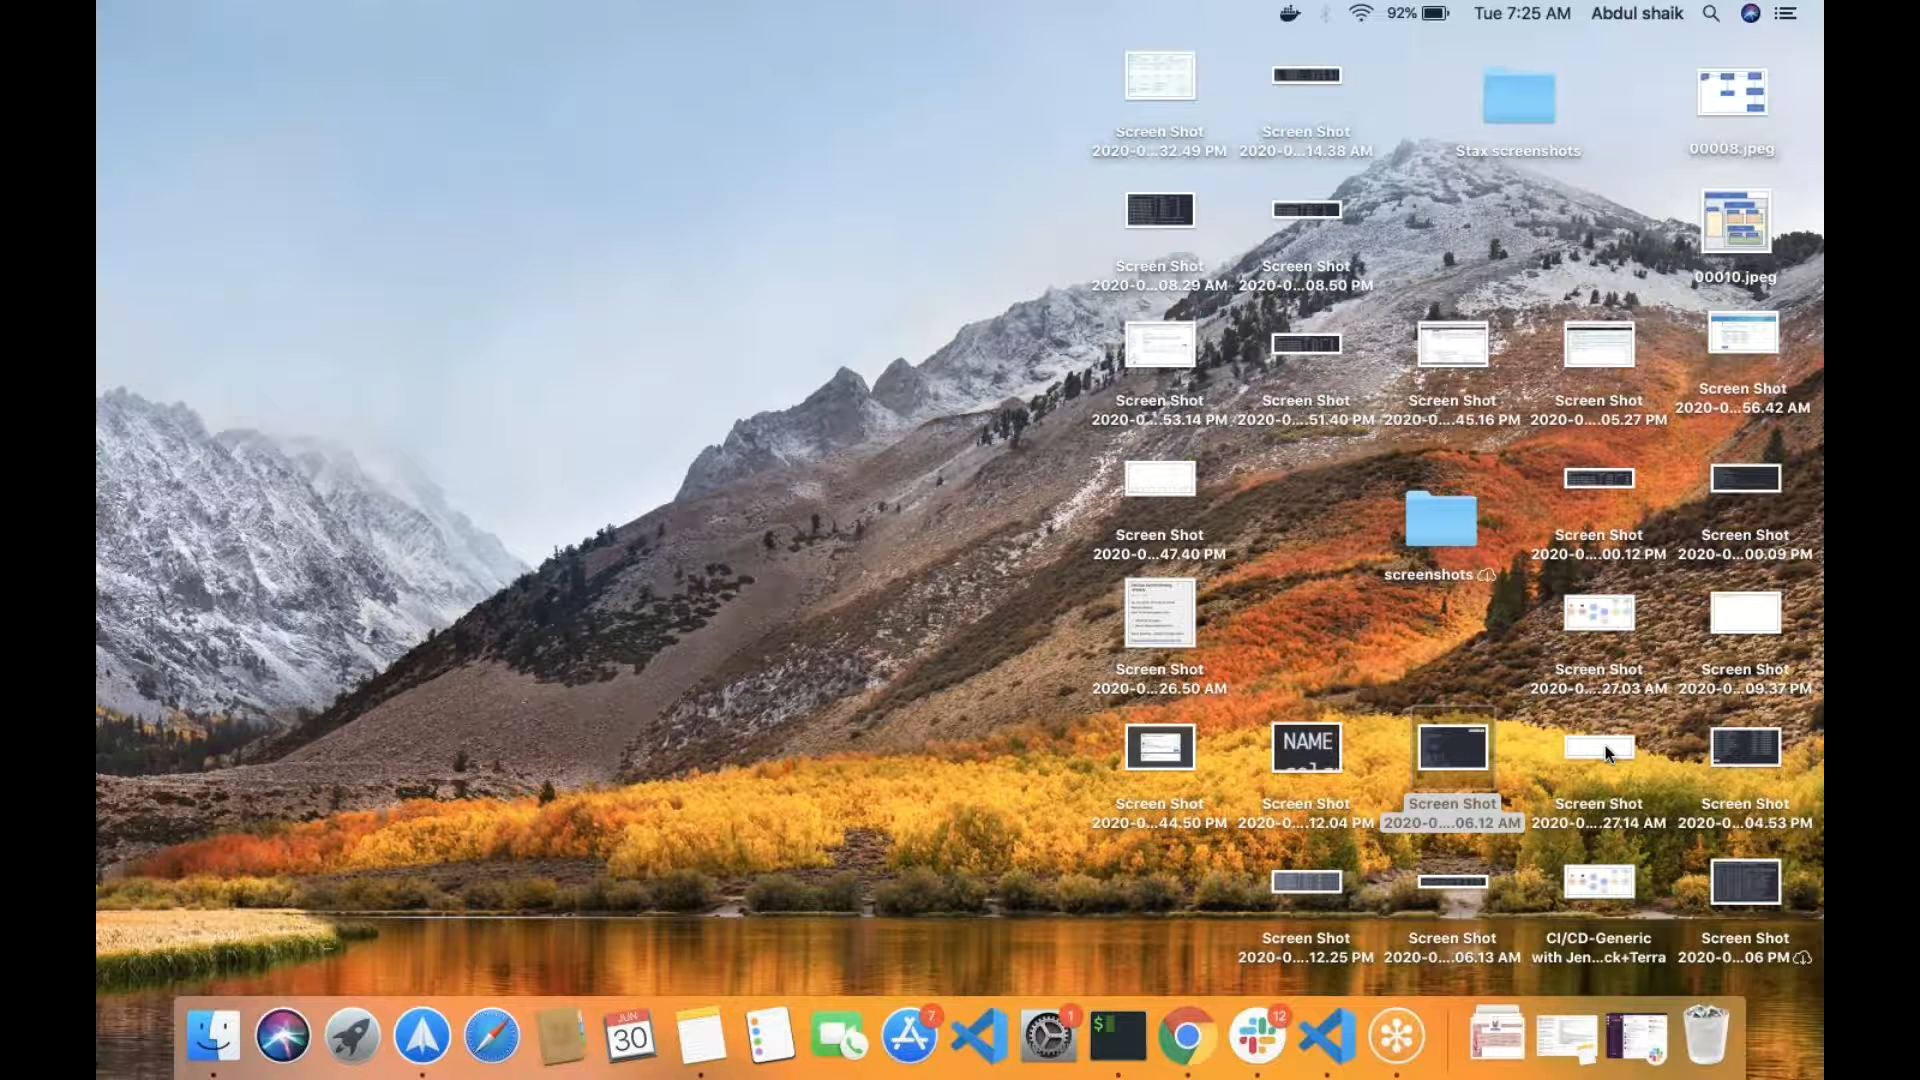 92% Tue 7:25 AM Abdul shaik
Screen Shot
2020-0...32.49 PM
Screen Shot
2020-0...14.38 AM
Stax screenshots
00008.jpeg
Screen Shot
2020-0...08.29 AM
Screen Shot
2020-0...08.50 PM
00010.jpeg
Screen Shot
2020-0...53.14 PM
Screen Shot
2020-0....51.40 PM
Screen Shot
2020-0...45.16 PM
Screen Shot
2020-0....05.27 PM
Screen Shot
2020-0...56.42 AM
Screen Shot
2020-0...47.40 PM
screenshots
Screen Shot
2020-0....00.12 PM
Screen Shot
2020-0...00.09 PM
Screen Shot
2020-0...26.50 AM
Screen Shot
2020-0....27.03 AM
Screen Shot
2020-0...09.37 PM
NAME
Screen Shot
2020-0...44.50 PM
Screen Shot
2020-0....12.04 PM
Screen Shot
2020-0....06.12 AM
Screen Shot
2020-0....27.14 AM
Screen Shot
2020-0...04.53 PM
Screen Shot
2020-0....12.25 PM
Screen Shot
2020-0....06.13 AM
CI/CD-Generic
with Jen...ck+Terra
Screen Shot
2020-0....06 PM
JUN
30
7
1
$
12